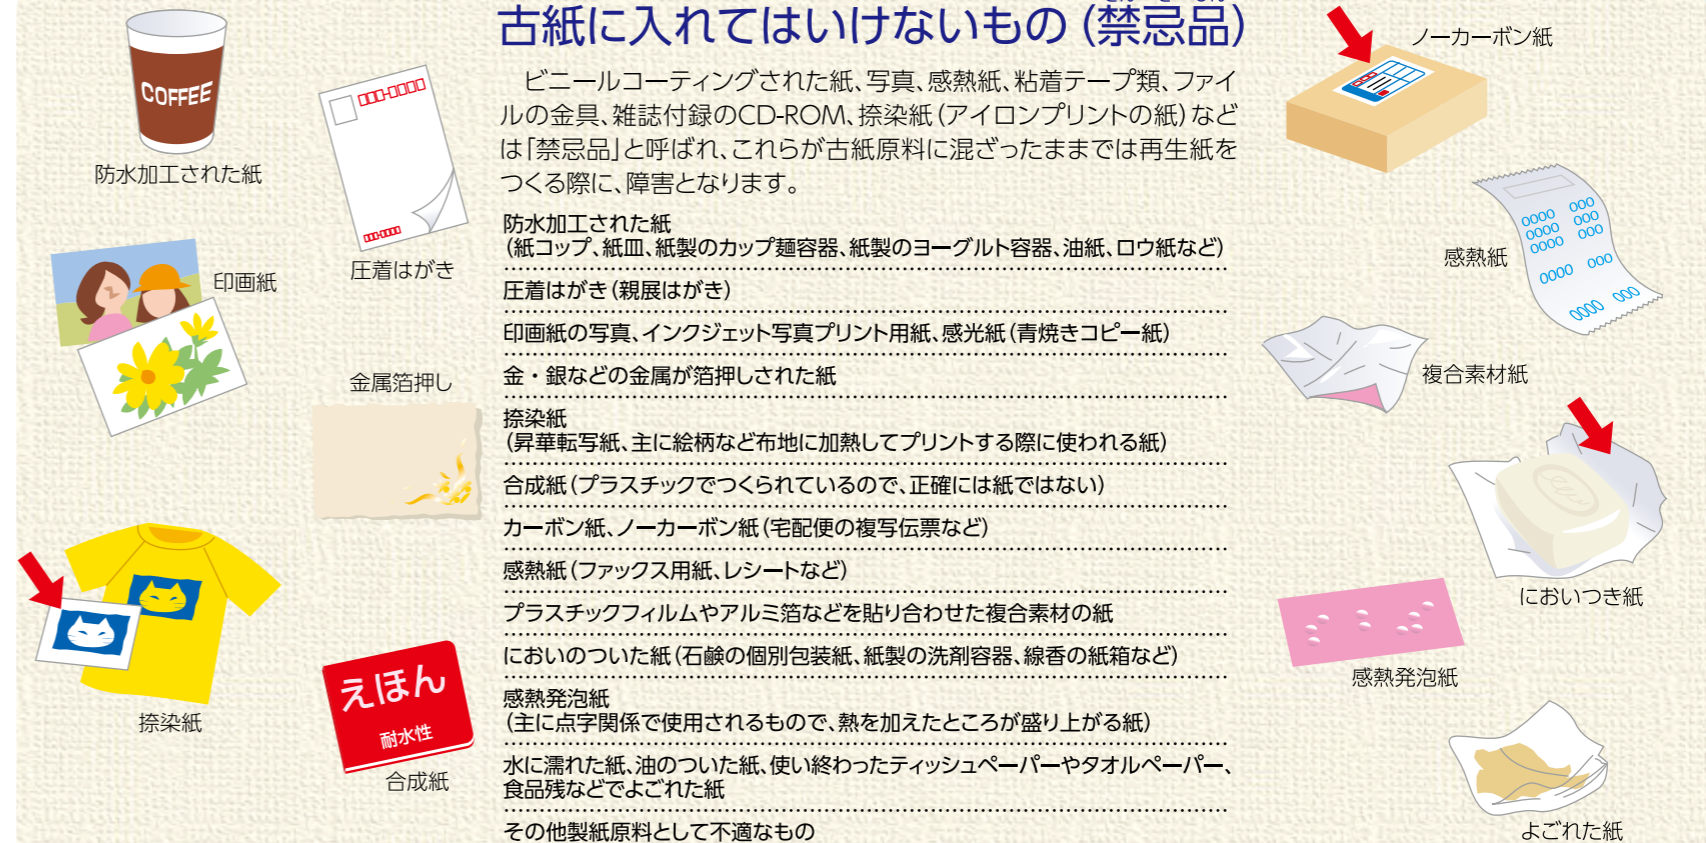 古紙に入れてはいけないもの（禁忌品）
ビニールコーティングされた紙、写真、感熱紙、粘着テープ類、ファイ
ルの金具、雑誌付録のCD-ROM、捺染紙（アイロンプリントの紙）など
は「禁忌品」と呼ばれ、これらが古紙原料に混ざったままでは再生紙を
つくる際に、障害となります。
防水加工された紙
（紙コップ、紙皿、紙製のカップ麺容器、紙製のヨーグルト容器、油紙、ロウ紙など）
圧着はがき（親展はがき）
印画紙の写真、インクジェット写真プリント用紙、感光紙（青焼きコピー紙）
金・銀などの金属が箔押しされた紙
捺染紙
（昇華転写紙、主に絵柄など布地に加熱してプリントする際に使われる紙）
合成紙（プラスチックでつくられているので、正確には紙ではない）
カーボン紙、ノーカーボン紙（宅配便の複写伝票など）
感熱紙（ファックス用紙、レシートなど）
プラスチックフィルムやアルミ箔などを貼り合わせた複合素材の紙
においのついた紙（石鹸の個別包装紙、紙製の洗剤容器、線香の紙箱など）
感熱発泡紙
（主に点字関係で使用されるもので、熱を加えたところが盛り上がる紙）
水に濡れた紙、油のついた紙、使い終わったティッシュペーパーやタオルペーパー、
食品残などでよごれた紙
その他製紙原料として不適なもの
COFFEE
防水加工された紙
圧着はがき
印画紙
金属箔押し
捺染紙
えほん
耐水性
合成紙
ノーカーボン紙
0000 000
0000 000
0000 000
0000 000
0000 000
感熱紙
複合素材紙
においつき紙
感熱発泡紙
よごれた紙